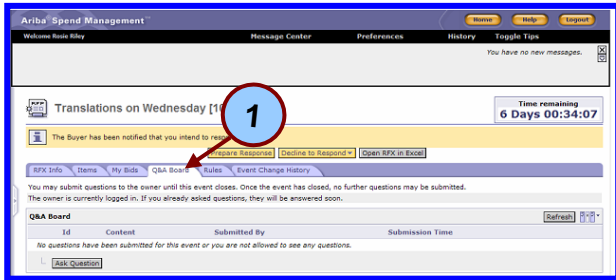 Ariba Spend Management™
Home Help Logout
Welcome Rosie Riley Message Center Preferences History Toggle Tips
You have no new messages.
Translations on Wednesday [10
1
Time remaining
6 Days 00:34:07
The Buyer has been notified that you intend to
Prepare Response Decline to Respond Open RFX in Excel
RFX Info Items My Bids Q&A Board Rules Event Change History
You may submit questions to the owner until this event closes. Once the event has closed, no further questions may be submitted.
The owner is currently logged in. If you already asked questions, they will be answered soon.
Q&A Board Refresh
Id Content Submitted By Submission Time
No questions have been submitted for this event or you are not allowed to see any questions.
Ask Question